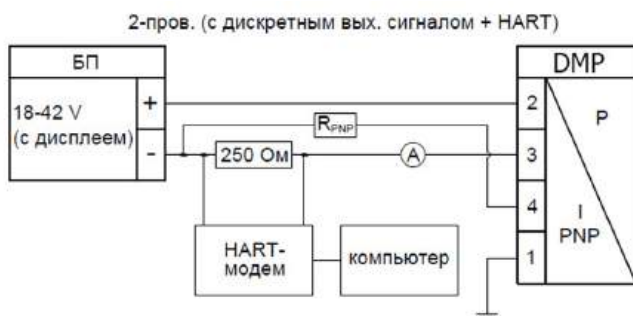 2-пров. (с дискретным вых. сигналом + HART)
БП
DMP
18-42 V
(с дисплеем)
+
-
2
P
R PNP
250 Ом
A
3
4
I
PNP
HART-
модем
компьютер
1